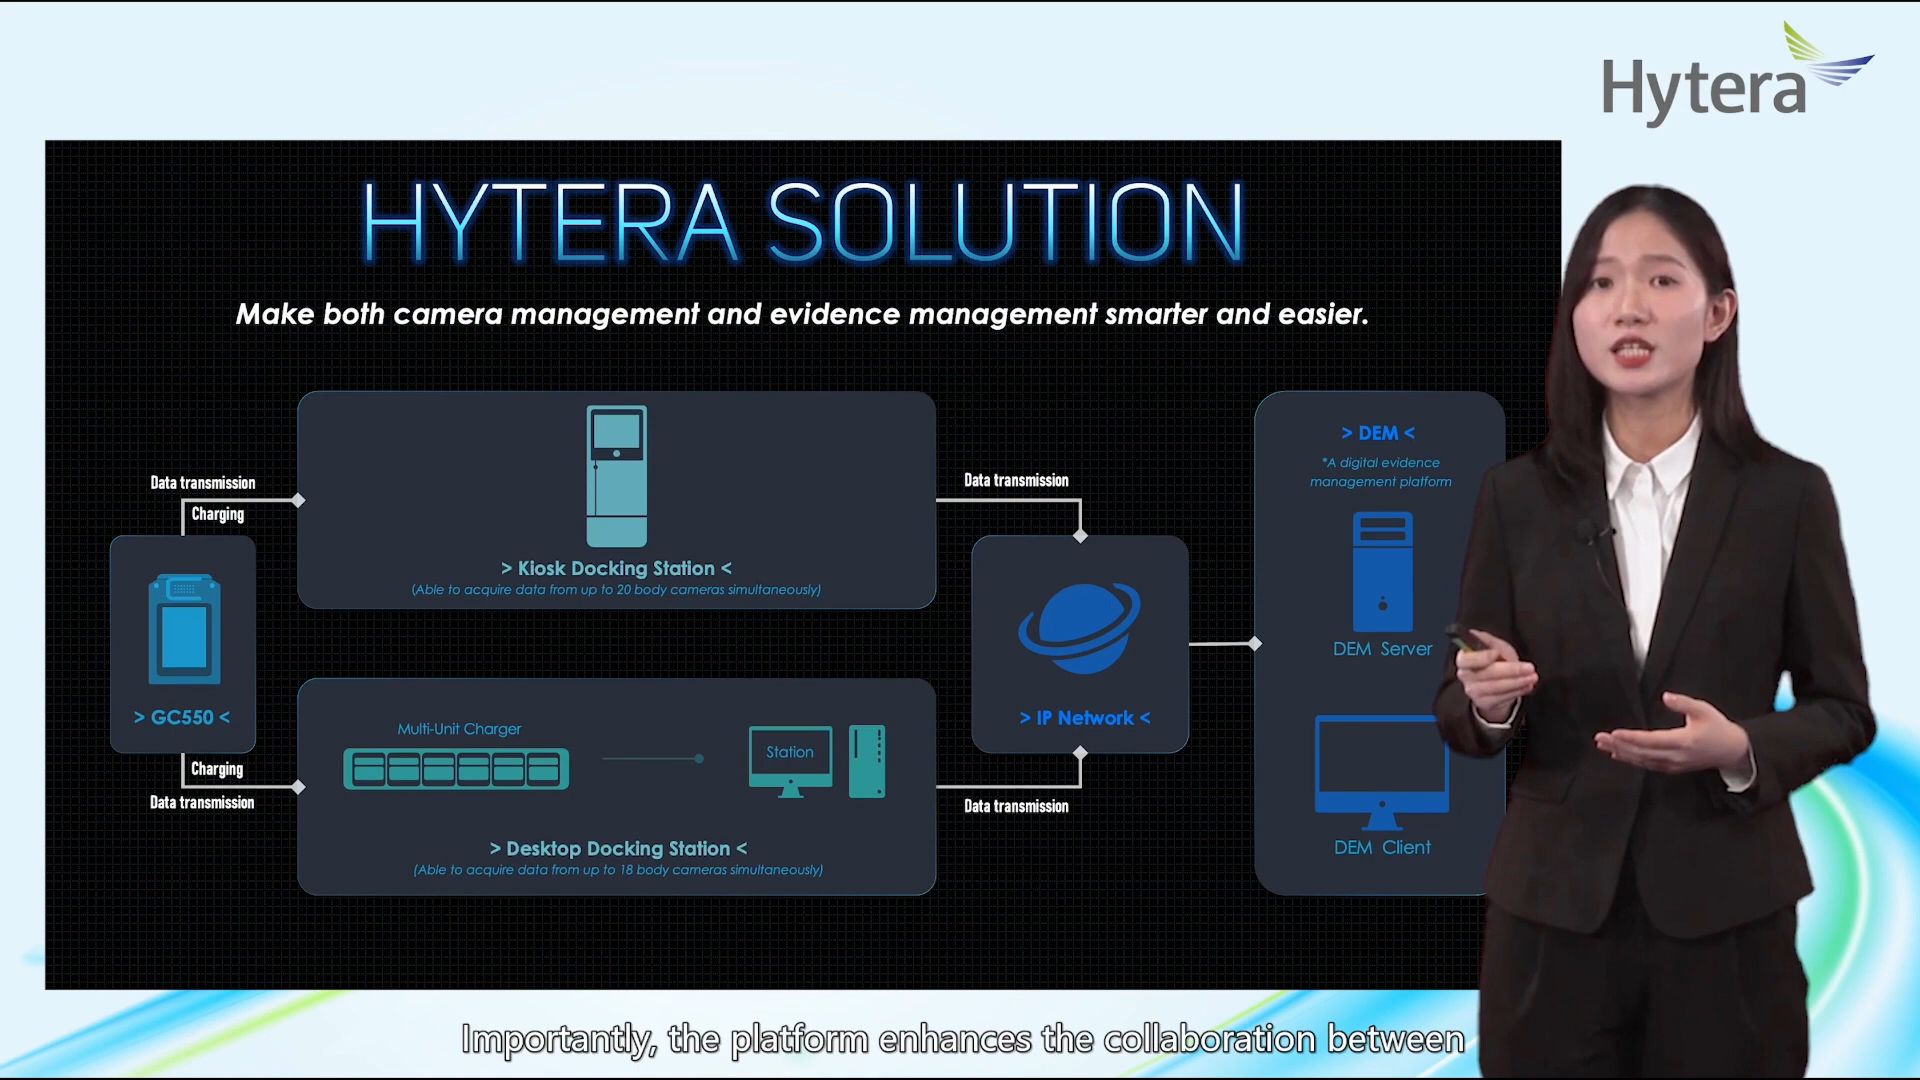 Hytera
HYTERA SOLUTION
Make both camera management and evidence management smarter and easier.
Data transmission
Charging
> GC550 <
Charging
Data transmission
> Kiosk Docking Station <
(Able to acquire data from up to 20 body cameras simultaneously)
Multi-Unit Charger
Station
> Desktop Docking Station <
(Able to acquire data from up to 18 body cameras simultaneously)
Data transmission
> IP Network <
Data transmission
> DEM <
*A digital evidence
management platform
DEM Server
DEM Client
Importantly, the platform enhances the collaboration between